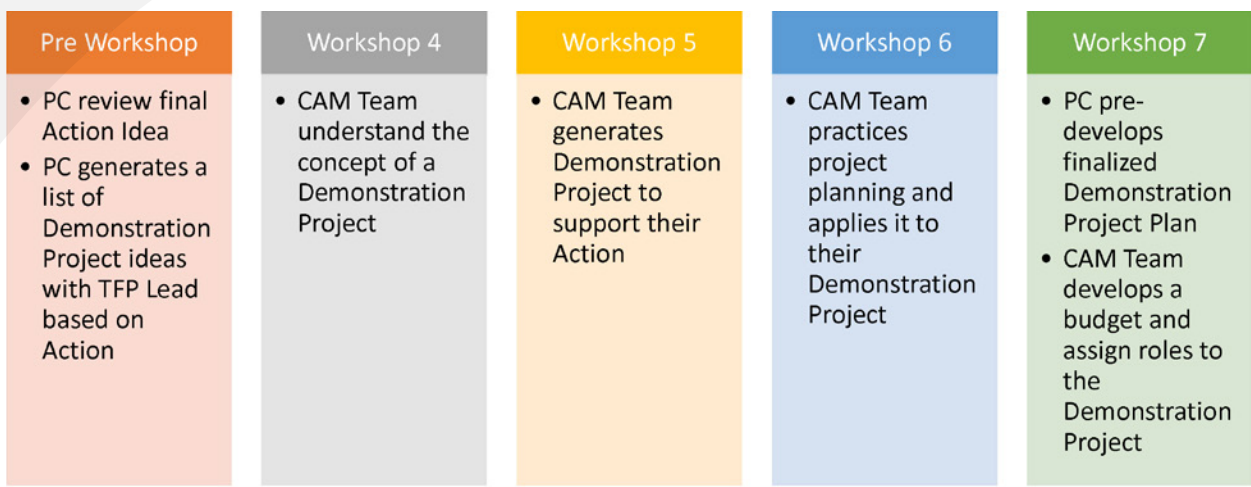 Pre Workshop
• PC review final
Action Idea
• PC generates a
list of
Demonstration
Project ideas
with TFP Lead
based on
Action
Workshop 4
• CAM Team
understand the
concept of a
Demonstration
Project
Workshop 5
• CAM Team
generates
Demonstration
Project to
support their
Action
Workshop 6
• CAM Team
practices
project
planning and
applies it to
their
Demonstration
Project
Workshop 7
• PC pre-
develops
finalized
Demonstration
Project Plan
• CAM Team
develops a
budget and
assign roles to
the
Demonstration
Project